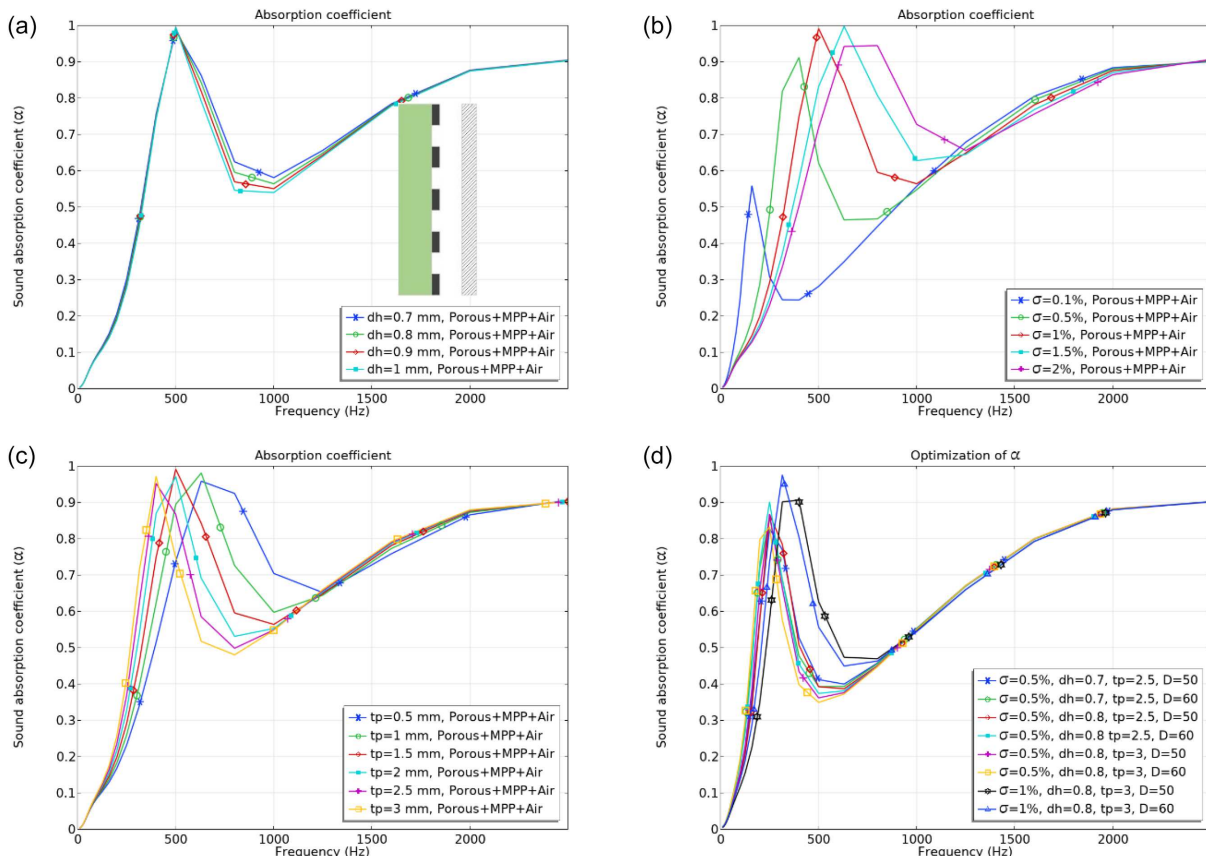 (a)
Absorption coefficient
Sound absorption coefficient (α)
1
0.9
0.8
0.7
0.6
0.5
0.4
0.3
0.2
0.1
0
dh=0.7 mm, Porous+MPP+Air
dh=0.8 mm, Porous+MPP+Air
dh=0.9 mm, Porous+MPP+Air
dh=1 mm, Porous+MPP+Air
0 500 1000 1500 2000
Frequency (Hz)
(b)
Absorption coefficient
Sound absorption coefficient (α)
1
0.9
0.8
0.7
0.6
0.5
0.4
0.3
0.2
0.1
0
σ=0.1%, Porous+MPP+Air
σ=0.5%, Porous+MPP+Air
σ=1%, Porous+MPP+Air
σ=1.5%, Porous+MPP+Air
σ=2%, Porous+MPP+Air
0 500 1000 1500 2000
Frequency (Hz)
(c)
Absorption coefficient
Sound absorption coefficient (α)
1
0.9
0.8
0.7
0.6
0.5
0.4
0.3
0.2
0.1
0
tp=0.5 mm, Porous+MPP+Air
tp=1 mm, Porous+MPP+Air
tp=1.5 mm, Porous+MPP+Air
tp=2 mm, Porous+MPP+Air
tp=2.5 mm, Porous+MPP+Air
tp=3 mm, Porous+MPP+Air
0 500 1000 1500 2000
Frequency (Hz)
(d)
Optimization of α
Sound absorption coefficient (α)
1
0.9
0.8
0.7
0.6
0.5
0.4
0.3
0.2
0.1
0
σ=0.5%, dh=0.7, tp=2.5, D=50
σ=0.5%, dh=0.7, tp=2.5, D=60
σ=0.5%, dh=0.8, tp=2.5, D=50
σ=0.5%, dh=0.8 tp=2.5, D=60
σ=0.5%, dh=0.8, tp=3, D=50
σ=0.5%, dh=0.8, tp=3, D=60
σ=1%, dh=0.8, tp=3, D=50
σ=1%, dh=0.8, tp=3, D=60
0 500 1000 1500 2000
Frequency (Hz)